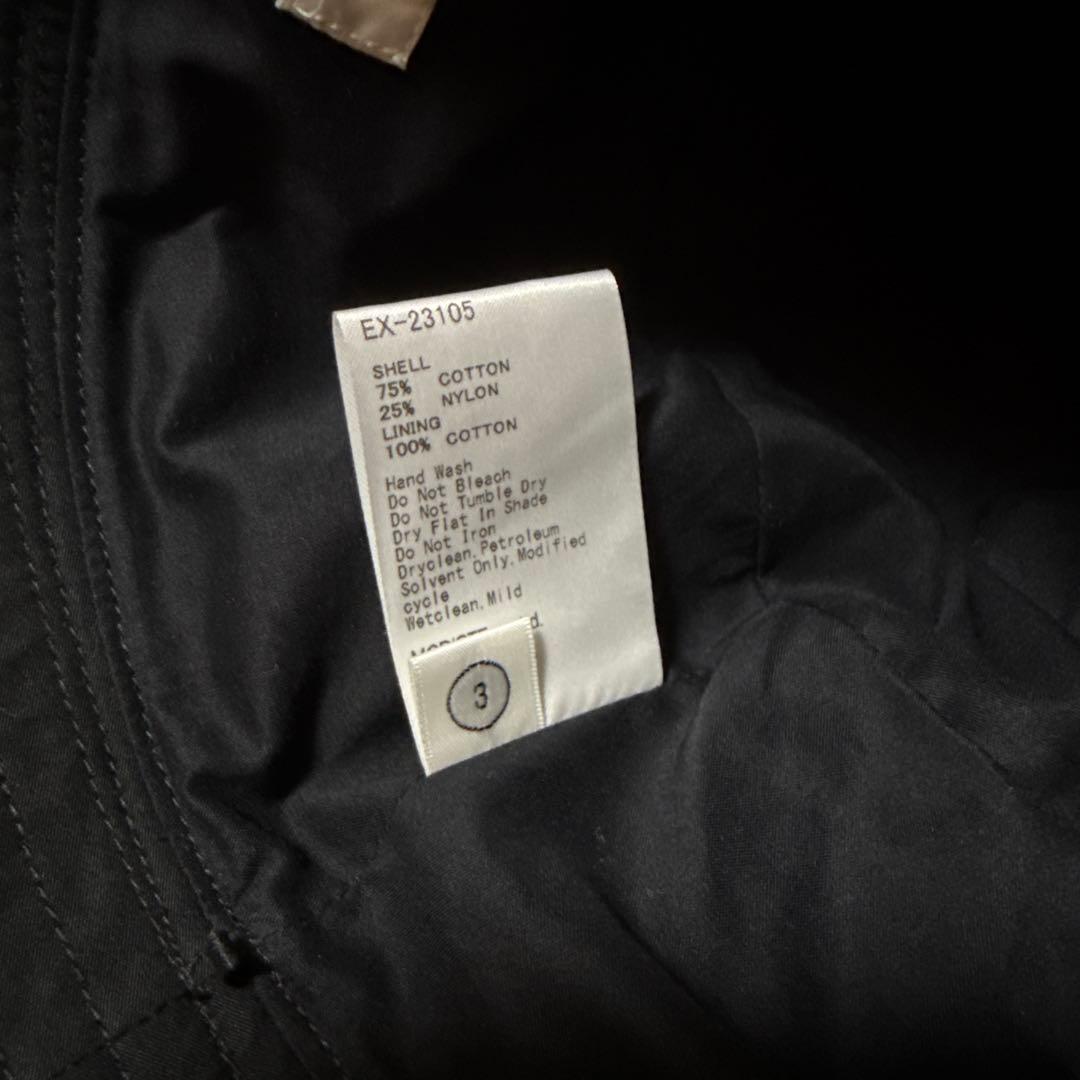 EX-23105
SHELL
75% COTTON
25% NYLON
LINING
100% COTTON
Hand Wash
Do Not Bleach
Do Not Tumble Dry
Dry Flat In Shade
Do Not Iron
Dryclean.Petroleum
Solvent Only.Modified
cycle
Wetclean.Mild
3